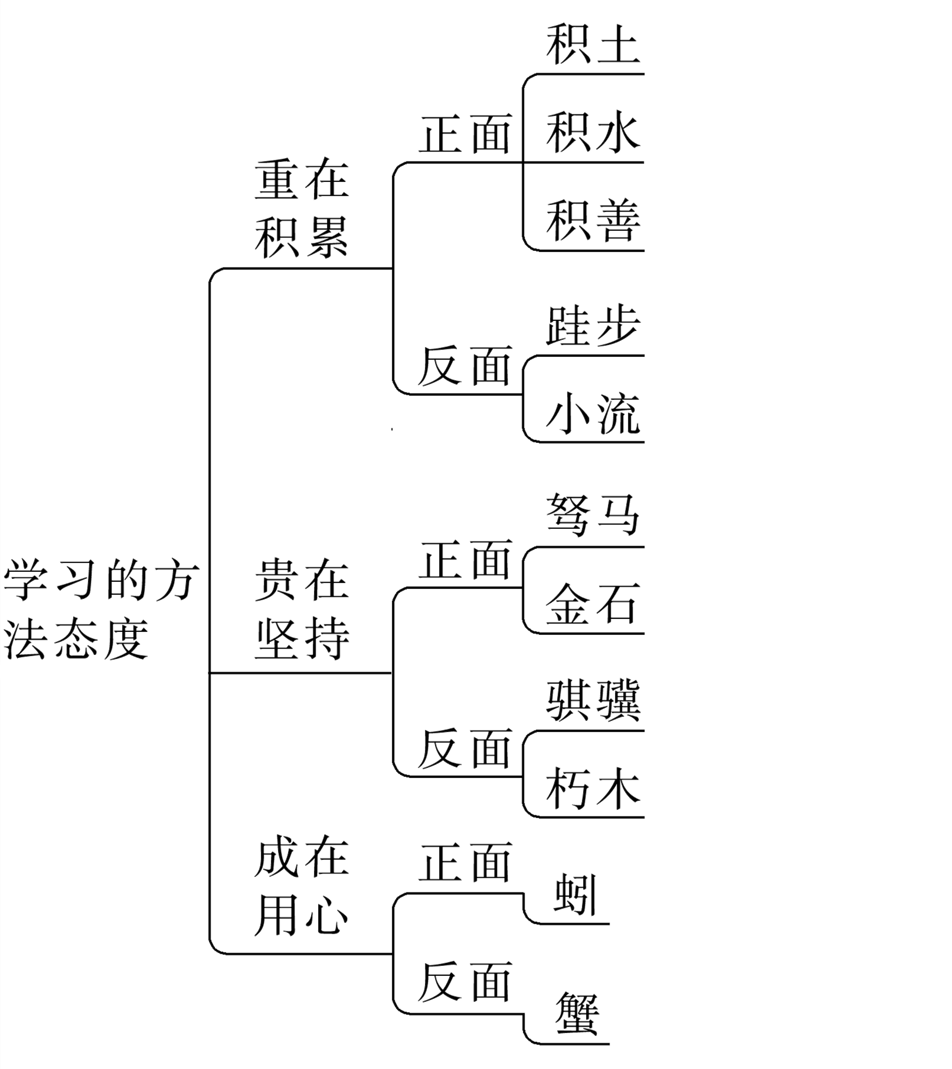 学习的方
法态度
重在
积累
正面
积土
积水
积善
反面
跬步
小流
贵在
坚持
正面
驽马
金石
反面
骐骥
朽木
成在
用心
正面
蚓
反面
蟹